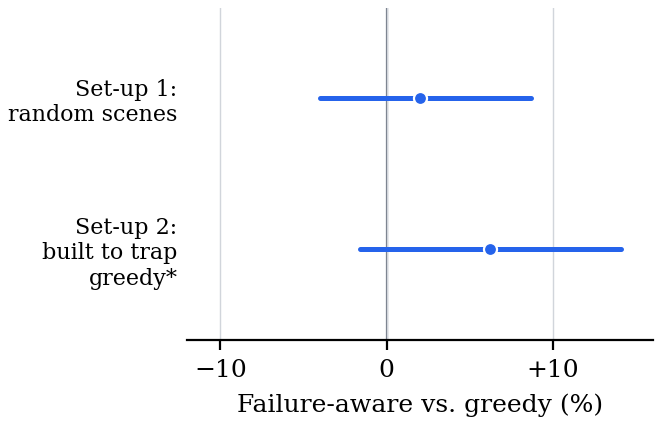 Set-up 1:
random scenes
Set-up 2:
built to trap
greedy*
−10
0
+10
Failure-aware vs. greedy (%)